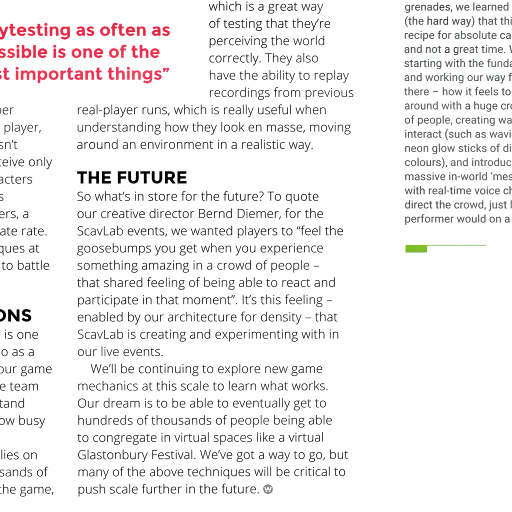 ytesting as often as
ssible is one of the
st important things”
er
player,
sn’t
ceive only
acters
s
ers, a
ate rate.
ques at
to battle
ONS
is one
o as a
our game
e team
tand
ow busy
lies on
sands of
the game,
which is a great way
of testing that they’re
perceiving the world
correctly. They also
have the ability to replay
recordings from previous
real-player runs, which is really useful when
understanding how they look en masse, moving
around an environment in a realistic way.
THE FUTURE
So what’s in store for the future? To quote
our creative director Bernd Diemer, for the
ScavLab events, we wanted players to “feel the
goosebumps you get when you experience
something amazing in a crowd of people –
that shared feeling of being able to react and
participate in that moment”. It’s this feeling –
enabled by our architecture for density – that
ScavLab is creating and experimenting with in
our live events.
We’ll be continuing to explore new game
mechanics at this scale to learn what works.
Our dream is to be able to eventually get to
hundreds of thousands of people being able
to congregate in virtual spaces like a virtual
Glastonbury Festival. We’ve got a way to go, but
many of the above techniques will be critical to
push scale further in the future.
grenades, we learned
(the hard way) that thi
recipe for absolute ca
and not a great time. W
starting with the funda
and working our way f
there – how it feels to
around with a huge cro
of people, creating wa
interact (such as wavi
neon glow sticks of di
colours), and introduc
massive in-world ‘mes
with real-time voice ch
direct the crowd, just l
performer would on a